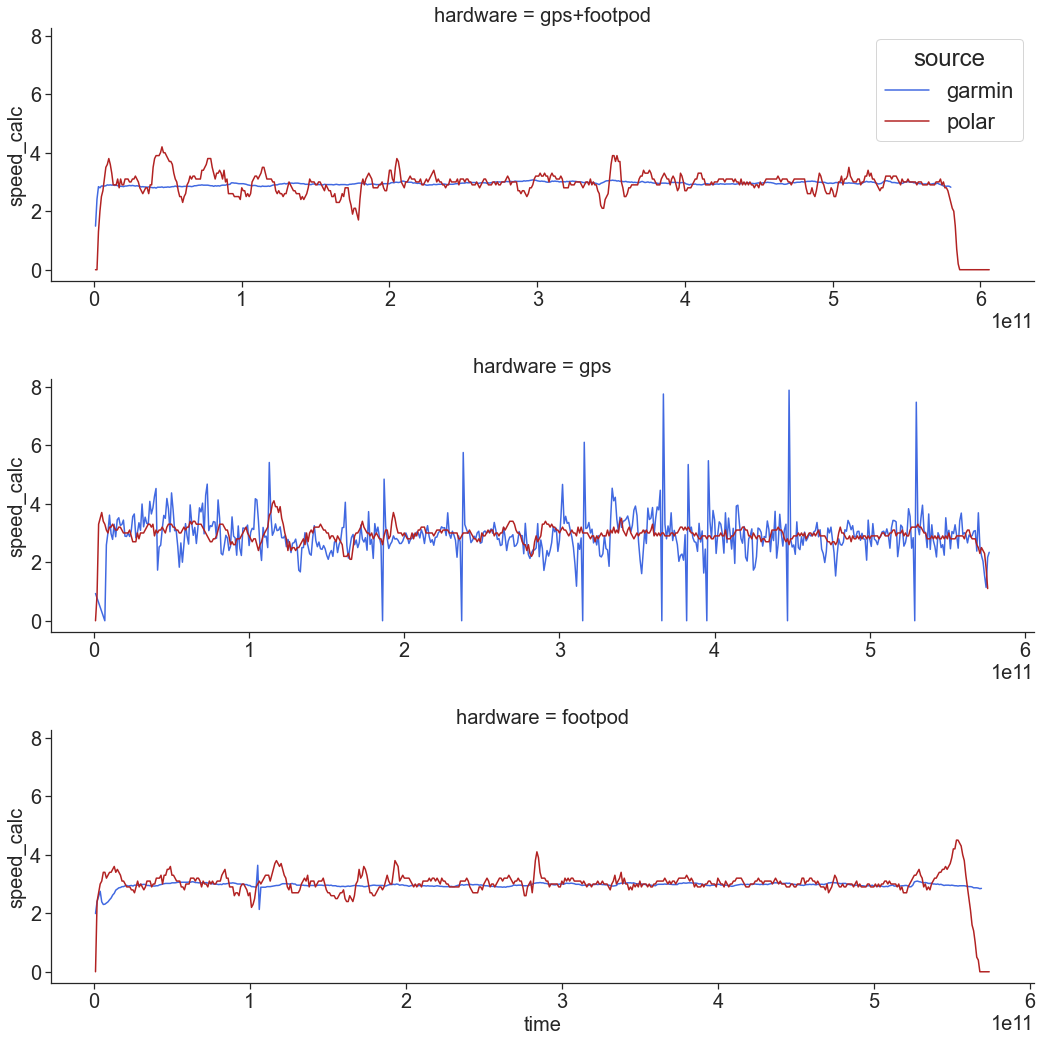 hardware = gps+footpod
speed_calc
8
6
4
2
0
source
garmin
polar
0 1 2 3 4 5 6
1e11
hardware = gps
speed_calc
8
6
4
2
0
0 1 2 3 4 5 6
1e11
hardware = footpod
speed_calc
8
6
4
2
0
0 1 2 3 4 5 6
time
1e11